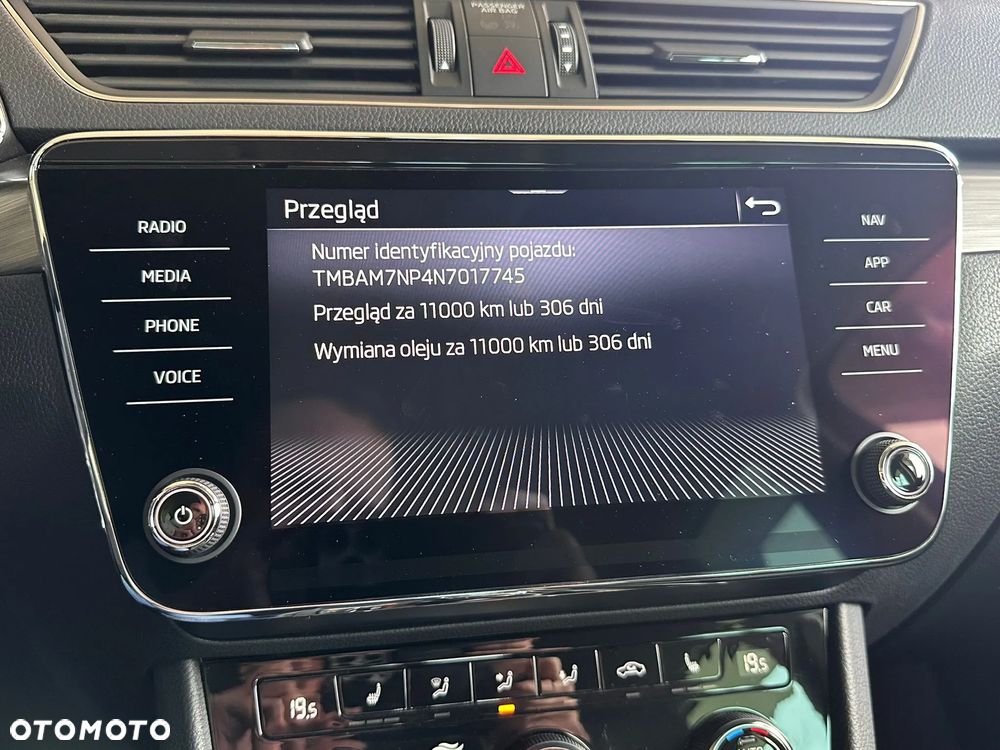 PASSENGER
AIR BAG
Przegląd
RADIO
MEDIA
PHONE
VOICE
Numer identyfikacyjny pojazdu:
TMBAM7NP4N7017745
Przegląd za 11000 km lub 306 dni
Wymiana oleju za 11000 km lub 306 dni
NAV
APP
CAR
MENU
19.5
19.5
OTOMOTO